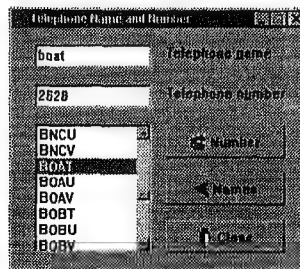 Telephone Name and Number
boat
Telephone name
2628
Telephone number
BNCU
BNCV
BOAT
BOAU
BOAV
BOBT
BOBU
BOBV
Number
Names
Close